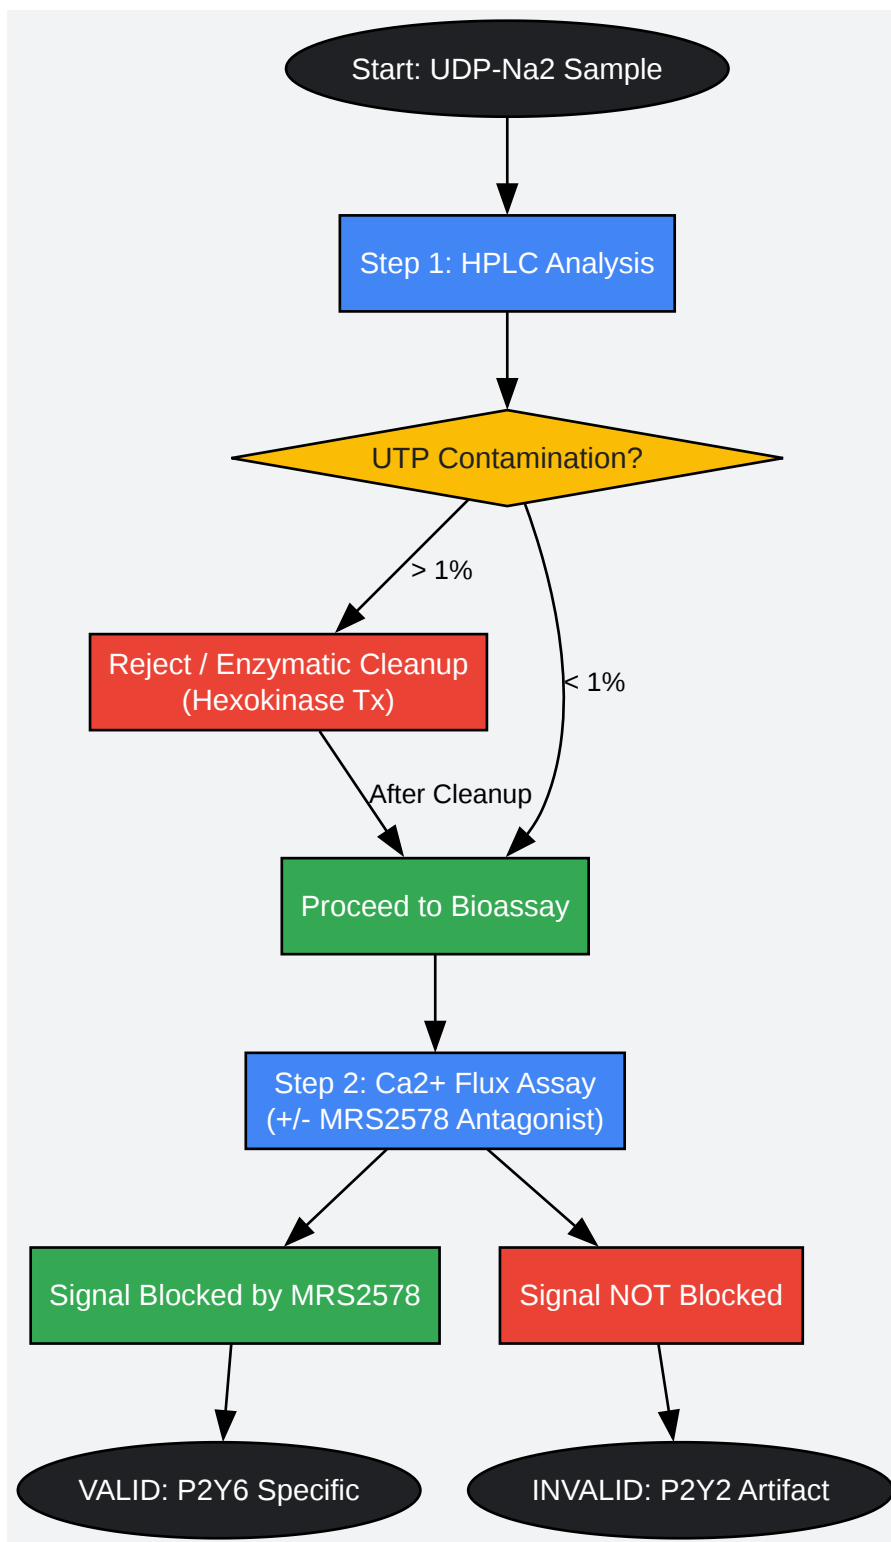 Start: UDP-Na2 Sample
Step 1: HPLC Analysis
UTP Contamination?
> 1%
Reject / Enzymatic Cleanup
(Hexokinase Tx)
< 1%
After Cleanup
Proceed to Bioassay
Step 2: Ca2+ Flux Assay
(+/- MRS2578 Antagonist)
Signal Blocked by MRS2578
Signal NOT Blocked
VALID: P2Y6 Specific
INVALID: P2Y2 Artifact